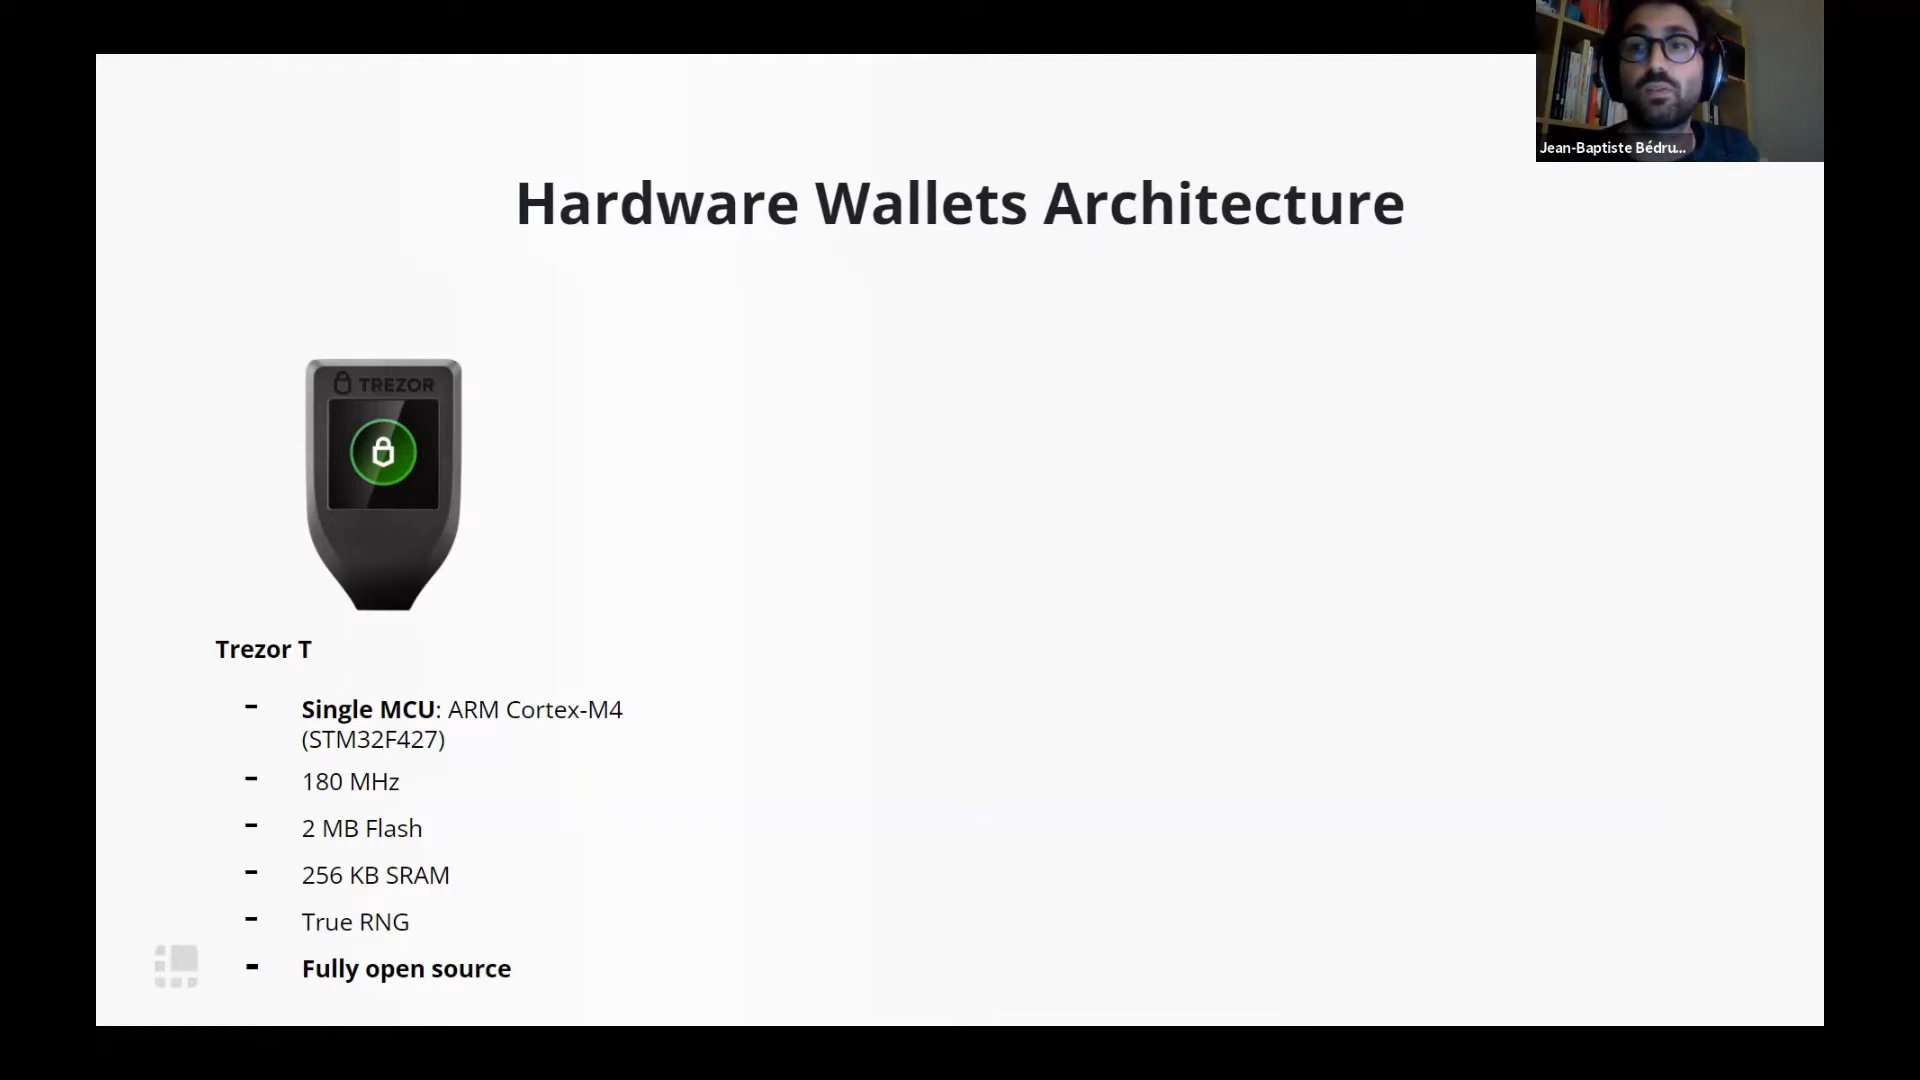 Jean-Baptiste Bédru...
Hardware Wallets Architecture
TREZOR
Trezor T
- Single MCU: ARM Cortex-M4
(STM32F427)
- 180 MHz
- 2 MB Flash
- 256 KB SRAM
- True RNG
- Fully open source